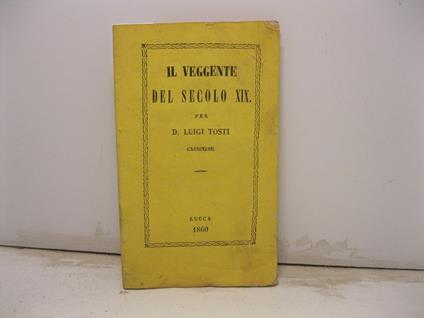 IL VEGGENTE
DEL SECOLO XIX.
PER
D. LUIGI TOSTI
CASSINESE
LUCCA
1860